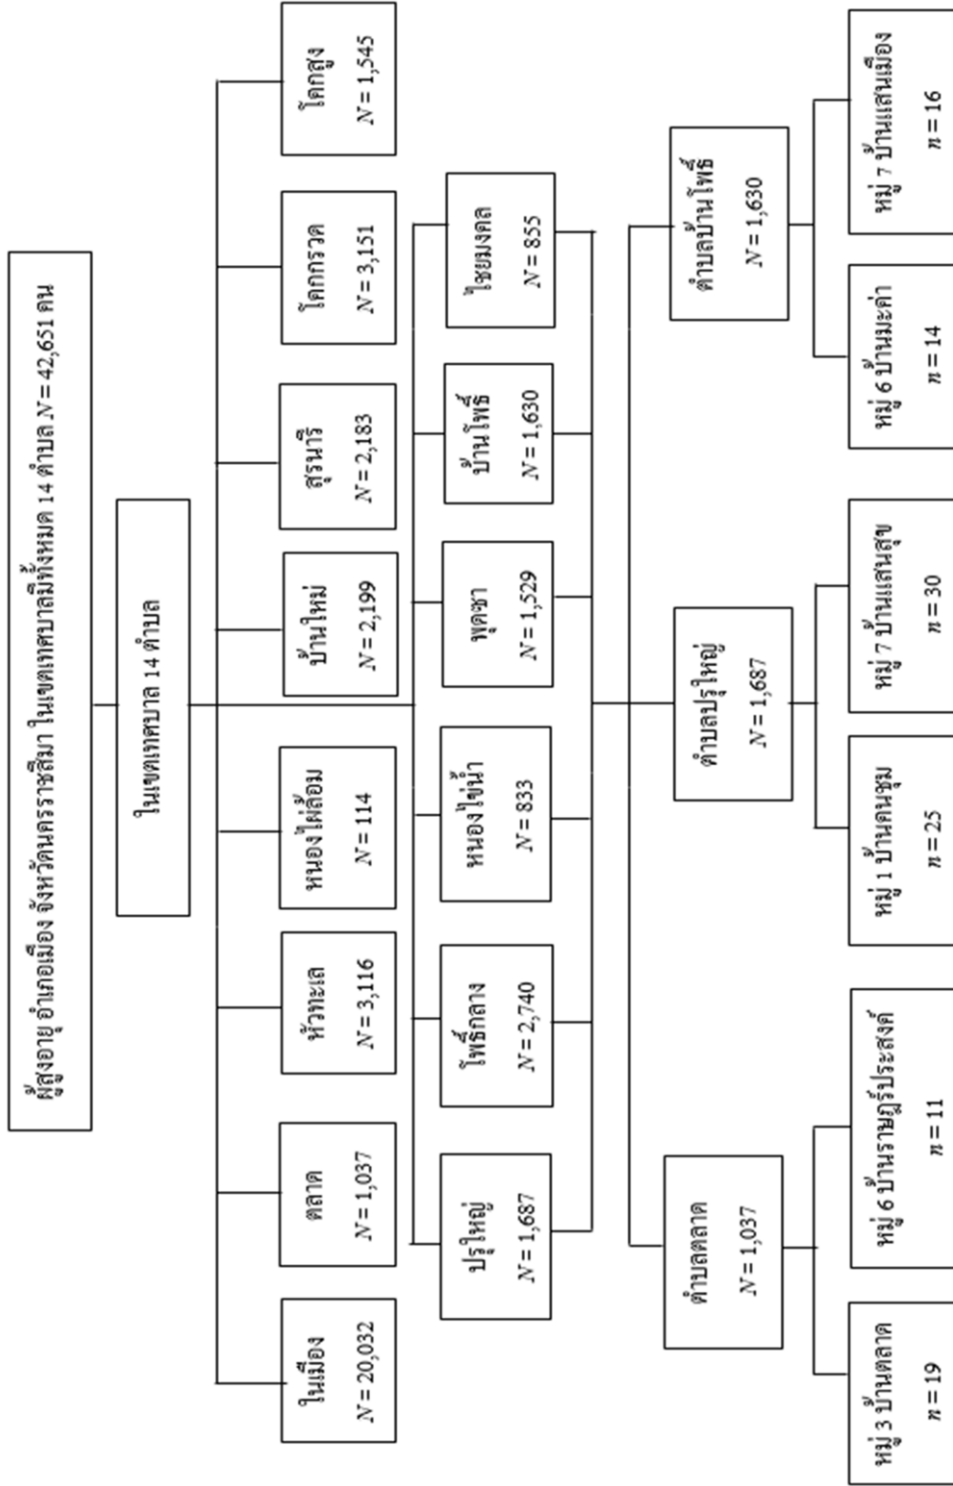 ผู้สูงอายุ อำเภอเมือง จังหวัดนครราชสีมา ในเขตเทศบาลมีทั้งหมด 14 ตำบล N = 42,651 คน
ในเขตเทศบาล 14 ตำบล
ในเมือง
N = 20,032
ตลาด
N = 1,037
หัวทะเล
N = 3,116
หนองไผ่ล้อม
N = 114
บ้านใหม่
N = 2,199
สุรนารี
N = 2,183
โคกกรวด
N = 3,151
โคกสูง
N = 1,545
ปรุใหญ่
N = 1,687
โพธิ์กลาง
N = 2,740
หนองไข่น้ำ
N = 833
พุดซา
N = 1,529
บ้านโพธิ์
N = 1,630
ไชยมงคล
N = 855
ตำบลตลาด
N = 1,037
ตำบลปรุใหญ่
N = 1,687
ตำบลบ้านโพธิ์
N = 1,630
หมู่ 3 บ้านตลาด
n = 19
หมู่ 6 บ้านราษฎร์ประสงค์
n = 11
หมู่ 1 บ้านคนชุม
n = 25
หมู่ 7 บ้านแสนสุข
n = 30
หมู่ 6 บ้านมะค่า
n = 14
หมู่ 7 บ้านแสนเมือง
n = 16